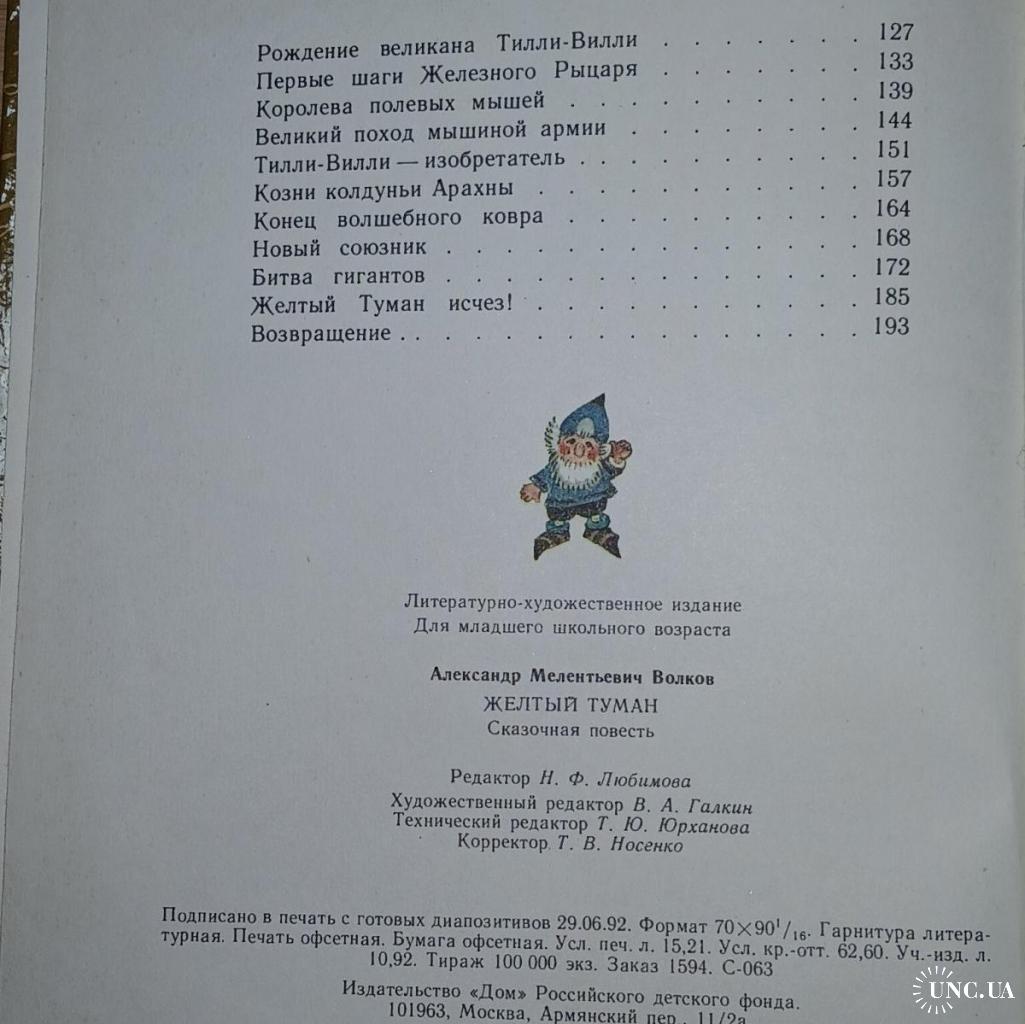 Рождение великана Тилли-Вилли . . . . . . . 127
Первые шаги Железного Рыцаря . . . . . . . 133
Королева полевых мышей . . . . . . . . . . 139
Великий поход мышиной армии . . . . . . . . 144
Тилли-Вилли — изобретатель . . . . . . . . . 151
Козни колдуньи Арахны . . . . . . . . . . . 157
Конец волшебного ковра . . . . . . . . . . 164
Новый союзник . . . . . . . . . . . . . . 168
Битва гигантов . . . . . . . . . . . . . . 172
Желтый Туман исчез! . . . . . . . . . . . 185
Возвращение . . . . . . . . . . . . . . . 193
Литературно-художественное издание
Для младшего школьного возраста
Александр Мелентьевич Волков
ЖЕЛТЫЙ ТУМАН
Сказочная повесть
Редактор Н. Ф. Любимова
Художественный редактор В. А. Галкин
Технический редактор Т. Ю. Юрханова
Корректор Т. В. Носенко
Подписано в печать с готовых диапозитивов 29.06.92. Формат 70×90¹/₁₆. Гарнитура литера-
турная. Печать офсетная. Бумага офсетная. Усл. печ. л. 15,21. Усл. кр.-отт. 62,60. Уч.-изд. л.
10,92. Тираж 100 000 экз. Заказ 1594. С-063
Издательство «Дом» Российского детского фонда.
101963, Москва, Армянский пер., 11/2а
UNC.UA